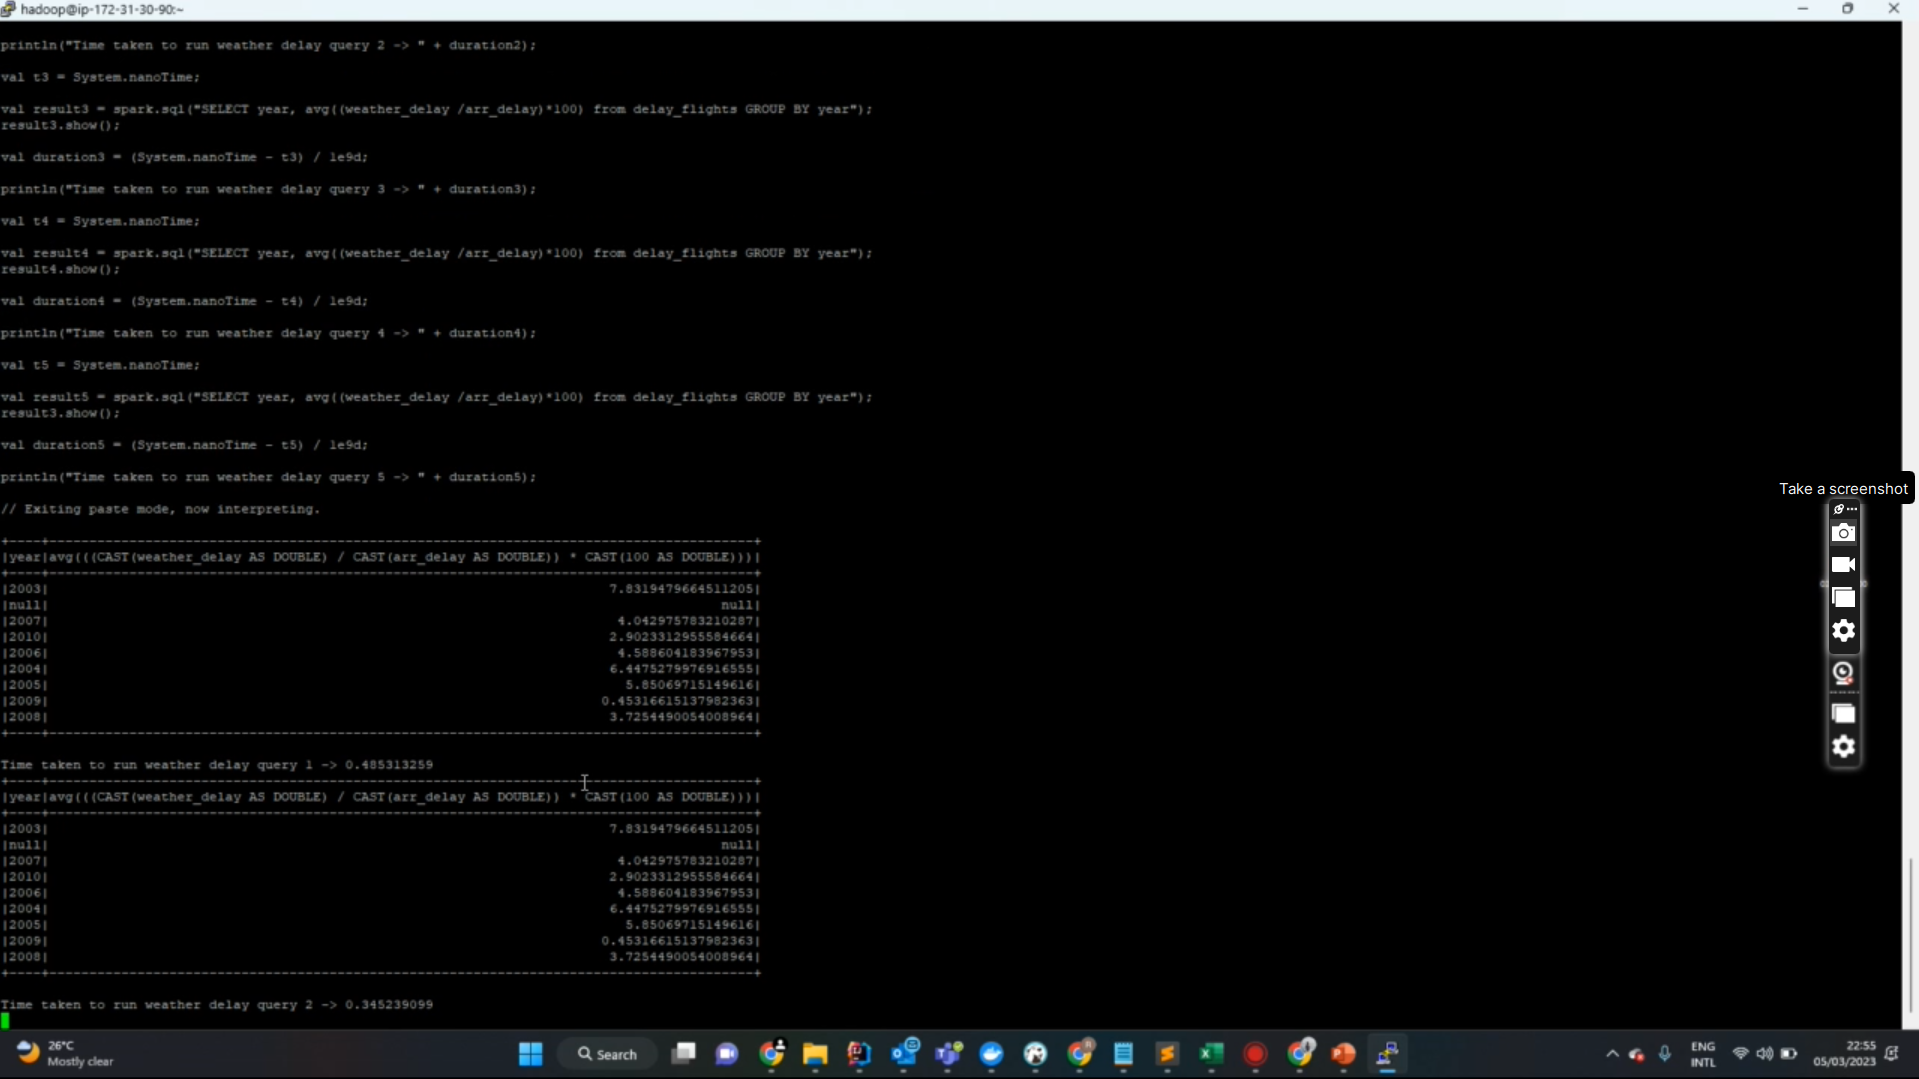 hadoop@ip-172-31-30-90:~
println("Time taken to run weather delay query 2 -> " + duration2);
val t3 = System.nanoTime;
val result3 = spark.sql("SELECT year, avg((weather_delay /arr_delay)*100) from delay_flights GROUP BY year");
result3.show();
val duration3 = (System.nanoTime - t3) / 1e9d;
println("Time taken to run weather delay query 3 -> " + duration3);
val t4 = System.nanoTime;
val result4 = spark.sql("SELECT year, avg((weather_delay /arr_delay)*100) from delay_flights GROUP BY year");
result4.show();
val duration4 = (System.nanoTime - t4) / 1e9d;
println("Time taken to run weather delay query 4 -> " + duration4);
val t5 = System.nanoTime;
val result5 = spark.sql("SELECT year, avg((weather_delay /arr_delay)*100) from delay_flights GROUP BY year");
result3.show();
val duration5 = (System.nanoTime - t5) / 1e9d;
println("Time taken to run weather delay query 5 -> " + duration5);
Take a screenshot
// Exiting paste mode, now interpreting.
|year|avg(((CAST(weather_delay AS DOUBLE) / CAST(arr_delay AS DOUBLE)) * CAST(100 AS DOUBLE)))|
|2003| 7.8319479664511205|
|null| null|
|2007| 4.042975783210287|
|2010| 2.9023312955584664|
|2006| 4.588604183967953|
|2004| 6.4475279976916555|
|2005| 5.85069715149616|
|2009| 0.45316615137982363|
|2008| 3.7254490054008964|
Time taken to run weather delay query 1 -> 0.485313259
|year|avg(((CAST(weather_delay AS DOUBLE) / CAST(arr_delay AS DOUBLE)) * CAST(100 AS DOUBLE)))|
|2003| 7.8319479664511205|
|null| null|
|2007| 4.042975783210287|
|2010| 2.9023312955584664|
|2006| 4.588604183967953|
|2004| 6.4475279976916555|
|2005| 5.85069715149616|
|2009| 0.45316615137982363|
|2008| 3.7254490054008964|
Time taken to run weather delay query 2 -> 0.345239099
26°C
Mostly clear
Search
ENG
INTL
22:55
05/03/2023